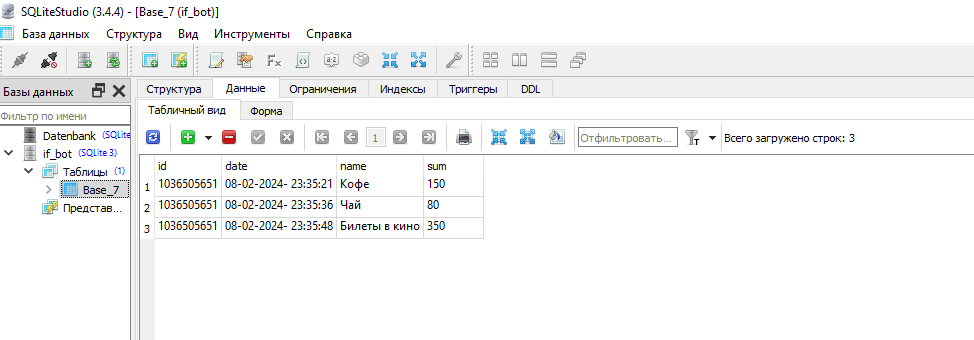 SQLiteStudio (3.4.4) - [Base_7 (if_bot)]
База данных Структура Вид Инструменты Справка
Базы данных
Фильтр по имени
Datenbank (SQLite
if_bot (SQLite 3)
Таблицы (1)
Base_7
Представ...
Структура Данные Ограничения Индексы Триггеры DDL
Табличный вид Форма
1 Отфильтровать... Всего загружено строк: 3
id date name sum
1 1036505651 08-02-2024- 23:35:21 Кофе 150
2 1036505651 08-02-2024- 23:35:36 Чай 80
3 1036505651 08-02-2024- 23:35:48 Билеты в кино 350